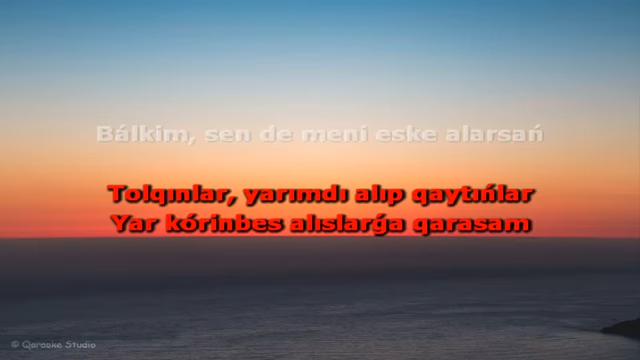 Bálkim, sen de meni eske alarsań
Tolqınlar, yarımdı alıp qaytıńlar
Yar kórinbes alıslarǵa qarasam
© Qaraoke Studio